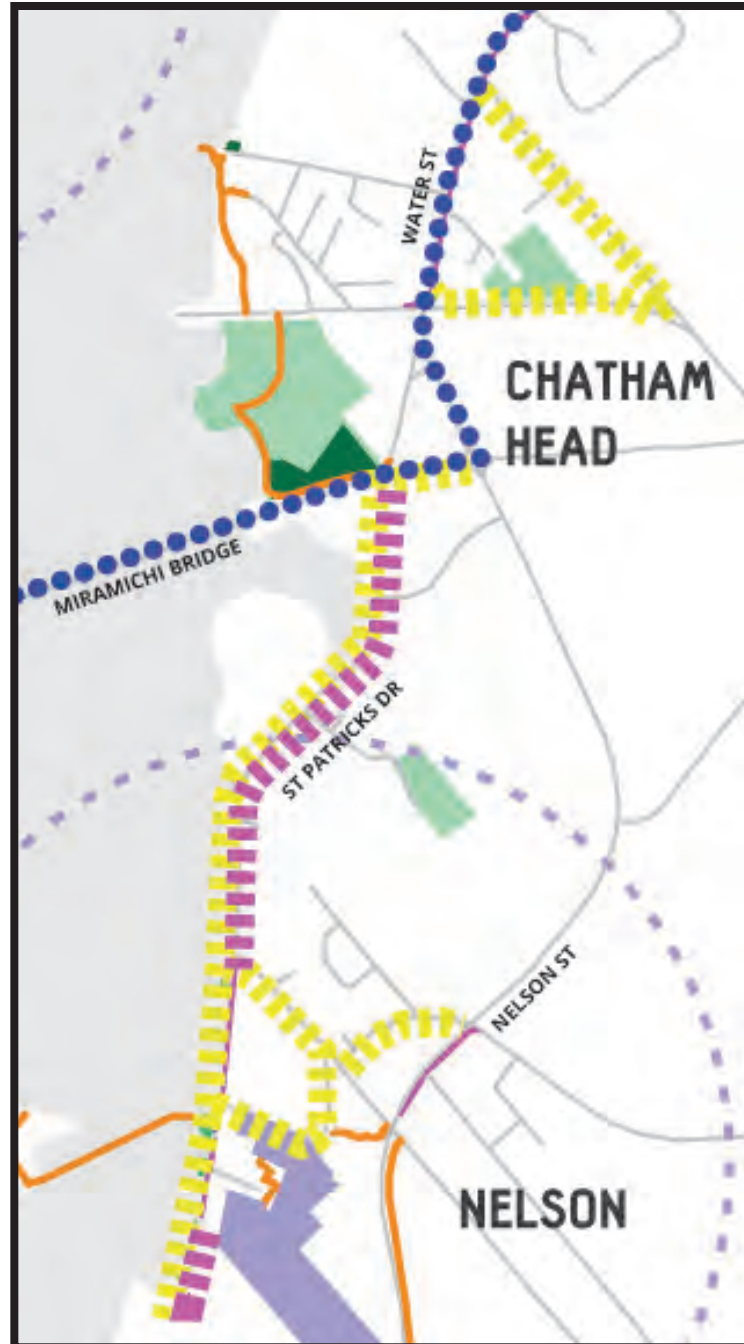 WATER ST
CHATHAM
HEAD
MIRAMICHI BRIDGE
ST PATRICKS DR
NELSON ST
NELSON